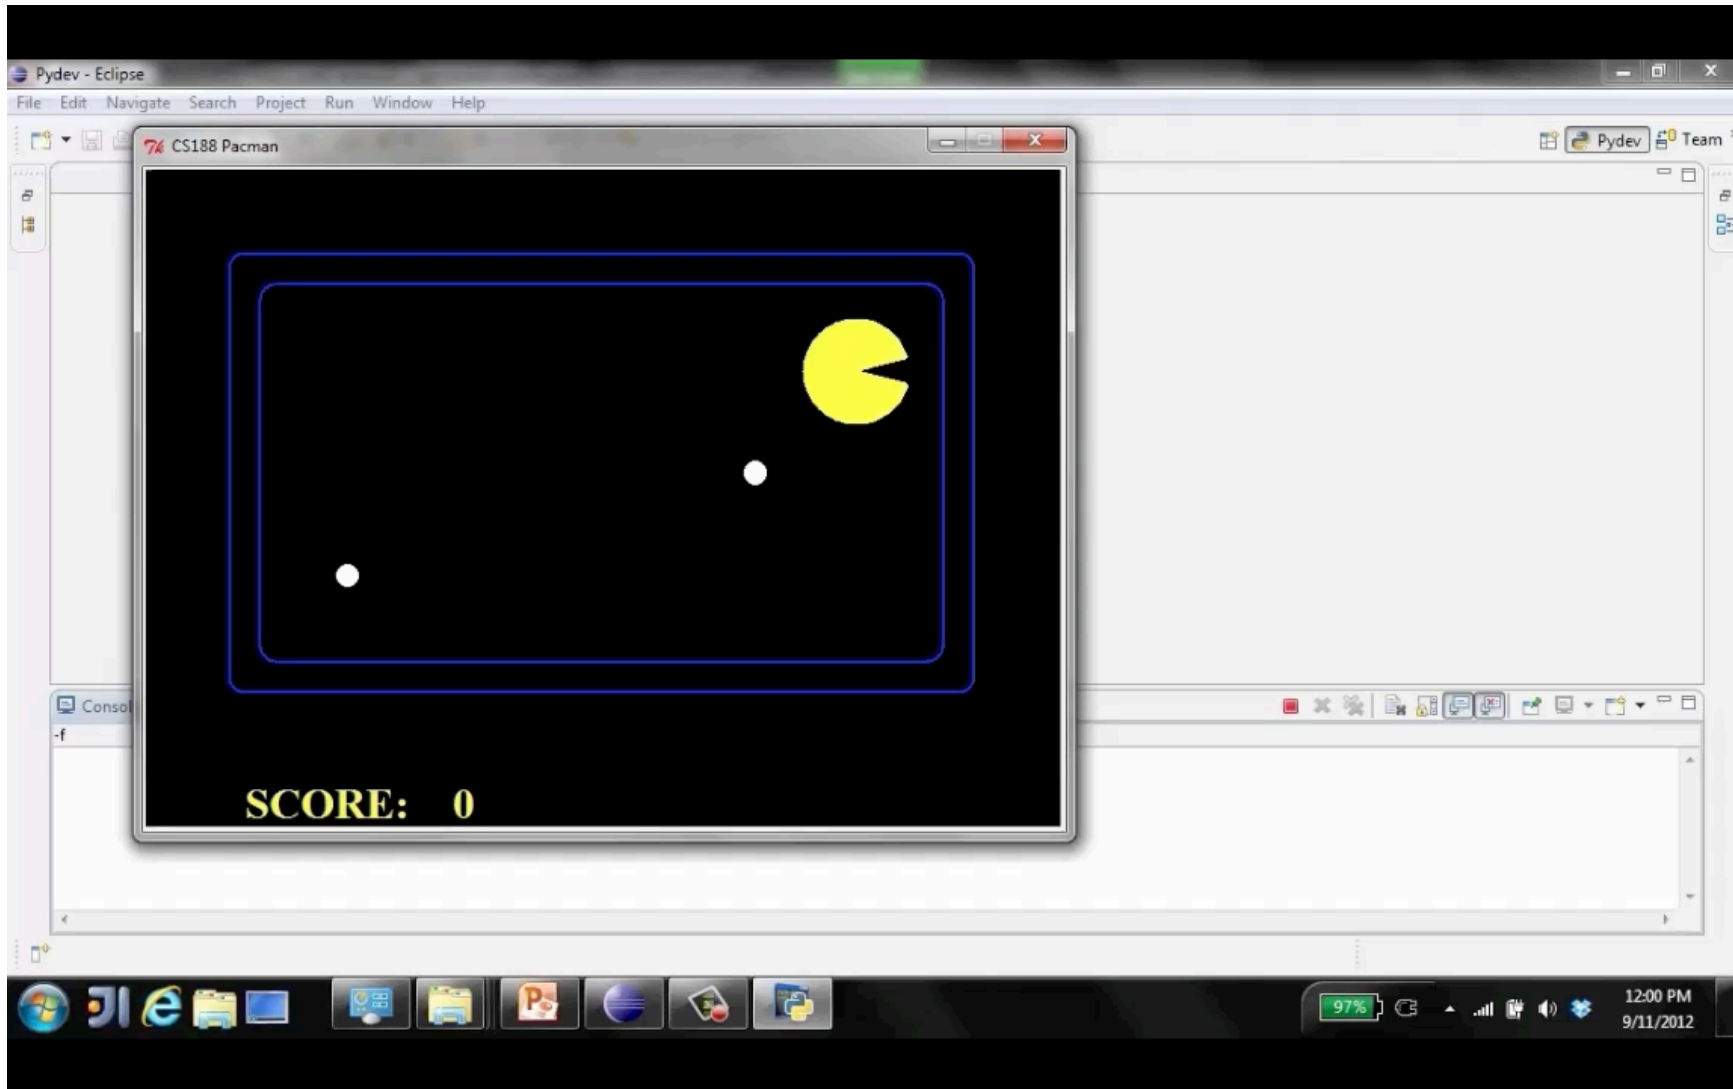 Pydev - Eclipse
File Edit Navigate Search Project Run Window Help
CS188 Pacman
Pydev Team
Consol
-f
SCORE: 0
97%
12:00 PM
9/11/2012